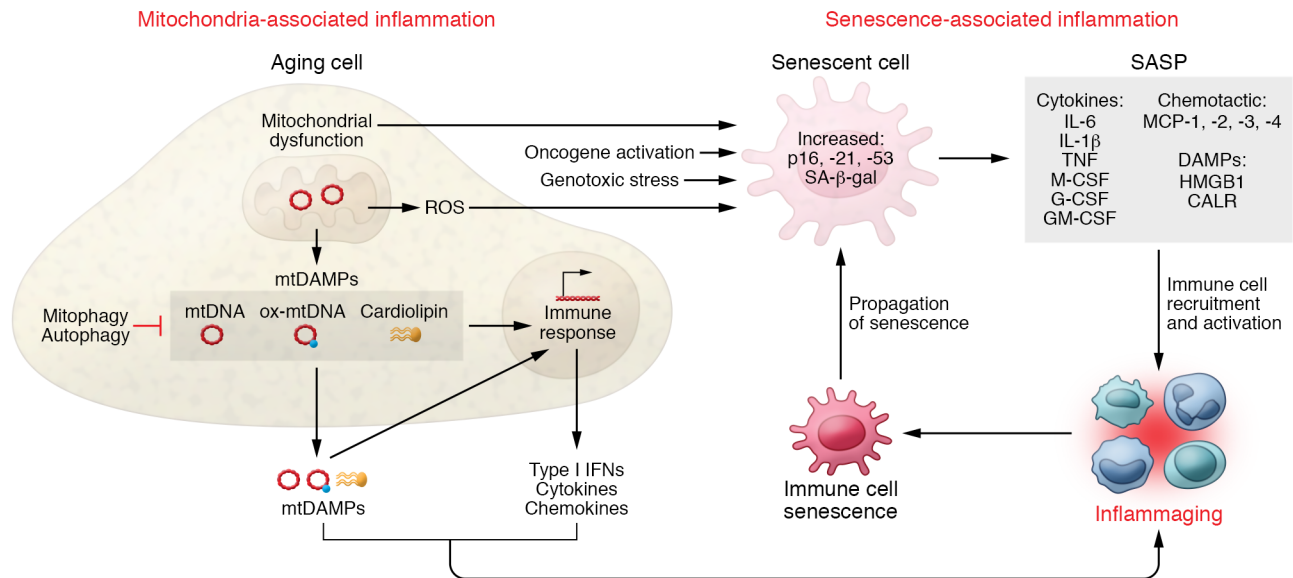 Mitochondria-associated inflammation
Senescence-associated inflammation
Aging cell
Mitochondrial
dysfunction
ROS
mtDAMPs
mtDNA
ox-mtDNA
Cardiolipin
Mitophagy
Autophagy
Immune
response
mtDAMPs
Type I IFNs
Cytokines
Chemokines
Oncogene activation
Genotoxic stress
Senescent cell
Increased:
p16, -21, -53
SA-β-gal
SASP
Cytokines:
IL-6
IL-1β
TNF
M-CSF
G-CSF
GM-CSF
Chemotactic:
MCP-1, -2, -3, -4
DAMPs:
HMGB1
CALR
Immune cell
recruitment
and activation
Propagation
of senescence
Immune cell
senescence
Inflammaging